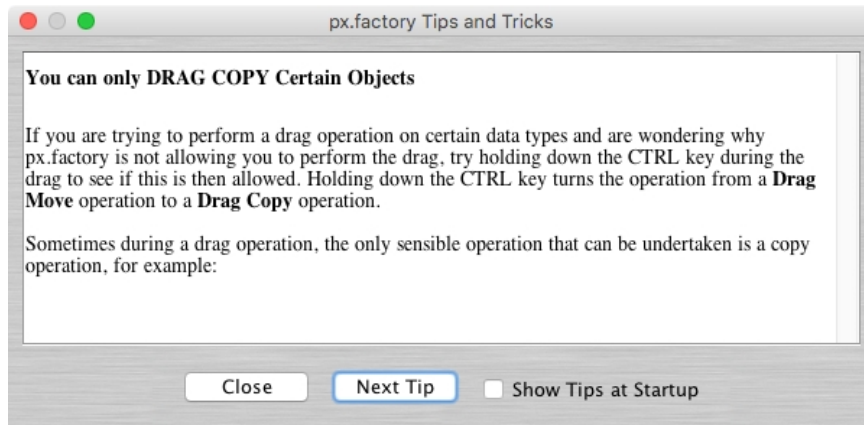 px.factory Tips and Tricks
You can only DRAG COPY Certain Objects
If you are trying to perform a drag operation on certain data types and are wondering why
px.factory is not allowing you to perform the drag, try holding down the CTRL key during the
drag to see if this is then allowed. Holding down the CTRL key turns the operation from a Drag
Move operation to a Drag Copy operation.
Sometimes during a drag operation, the only sensible operation that can be undertaken is a copy
operation, for example:
Close Next Tip Show Tips at Startup